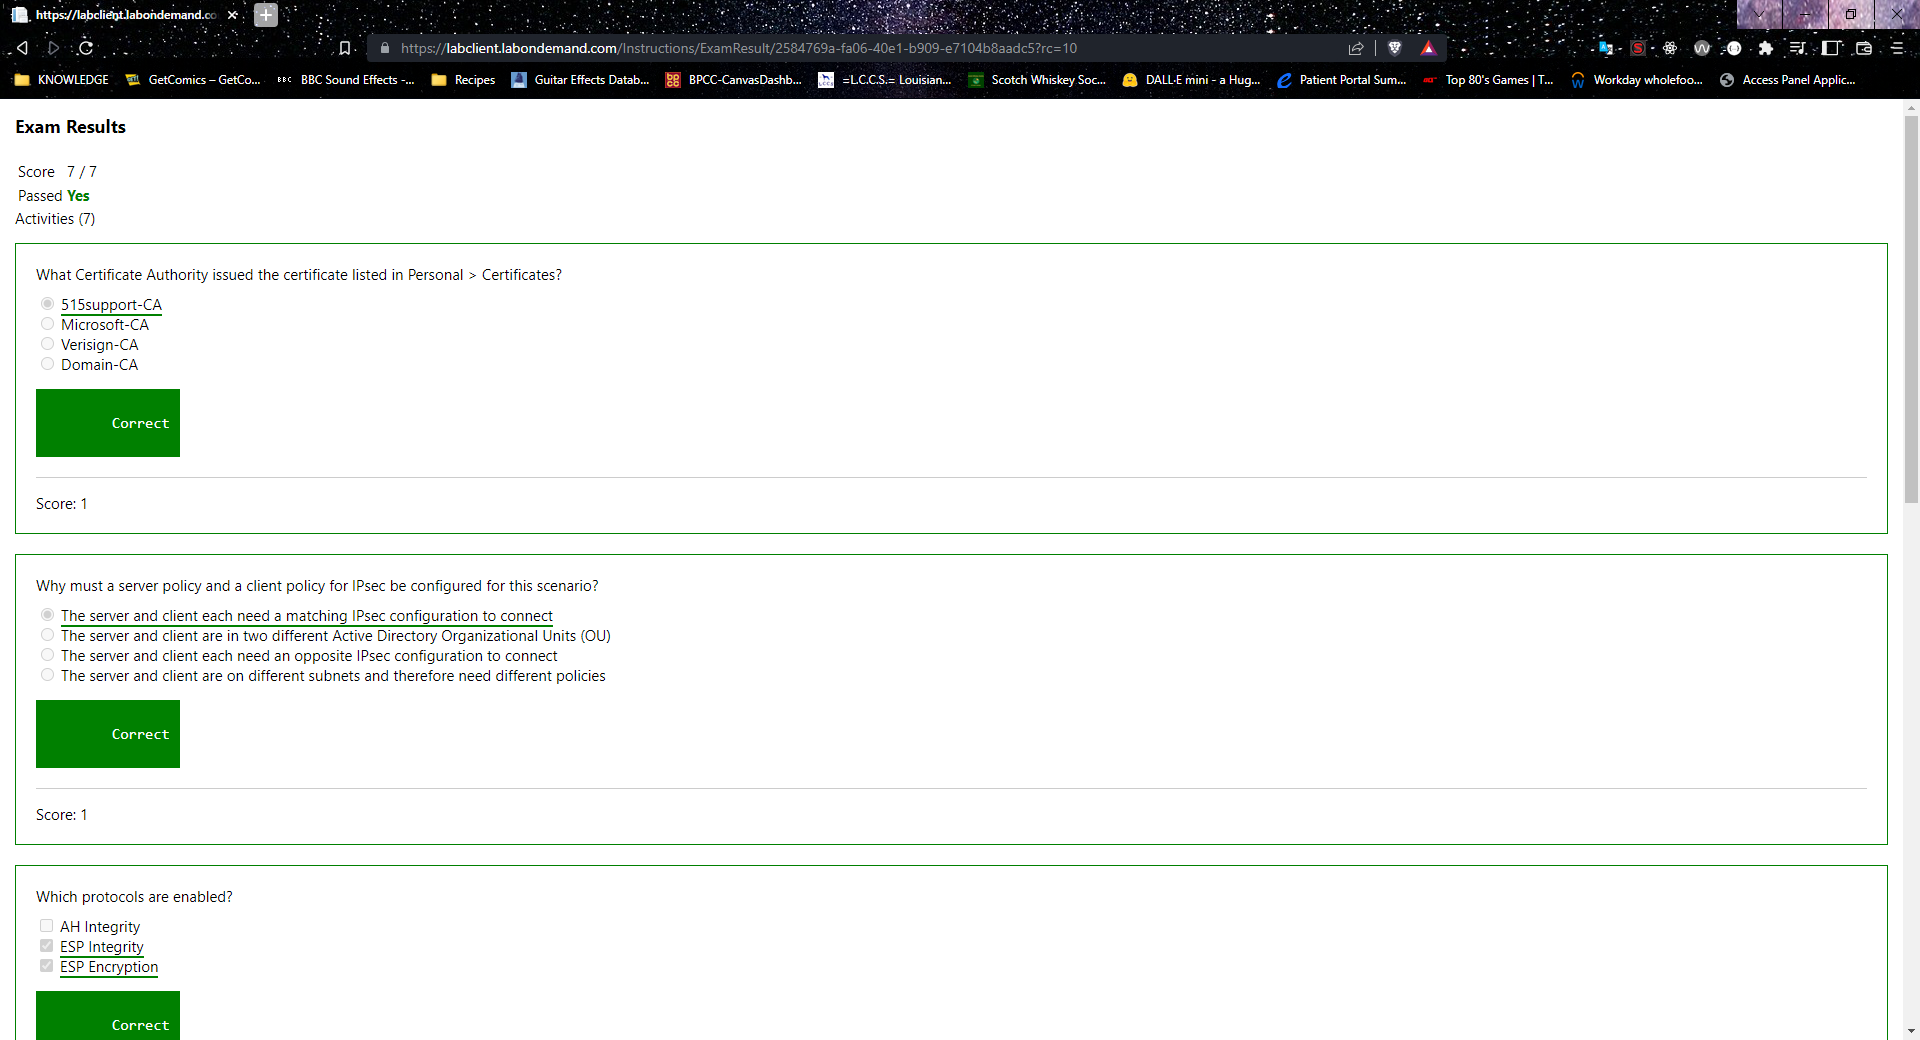 https://labclient.labondemand.co
https://labclient.labondemand.com/Instructions/ExamResult/2584769a-fa06-40e1-b909-e7104b8aadc5?rc=10
KNOWLEDGE GetComics – GetCo... BBC BBC Sound Effects -... Recipes Guitar Effects Datab... BPCC-CanvasDashb... =L.C.C.S.= Louisian... Scotch Whiskey Soc... DALL·E mini - a Hug... Patient Portal Sum... Top 80's Games | T... Workday wholefoo... Access Panel Applic...
Exam Results
Score 7 / 7
Passed Yes
Activities (7)
What Certificate Authority issued the certificate listed in Personal > Certificates?
515support-CA
Microsoft-CA
Verisign-CA
Domain-CA
Correct
Score: 1
Why must a server policy and a client policy for IPsec be configured for this scenario?
The server and client each need a matching IPsec configuration to connect
The server and client are in two different Active Directory Organizational Units (OU)
The server and client each need an opposite IPsec configuration to connect
The server and client are on different subnets and therefore need different policies
Correct
Score: 1
Which protocols are enabled?
AH Integrity
ESP Integrity
ESP Encryption
Correct